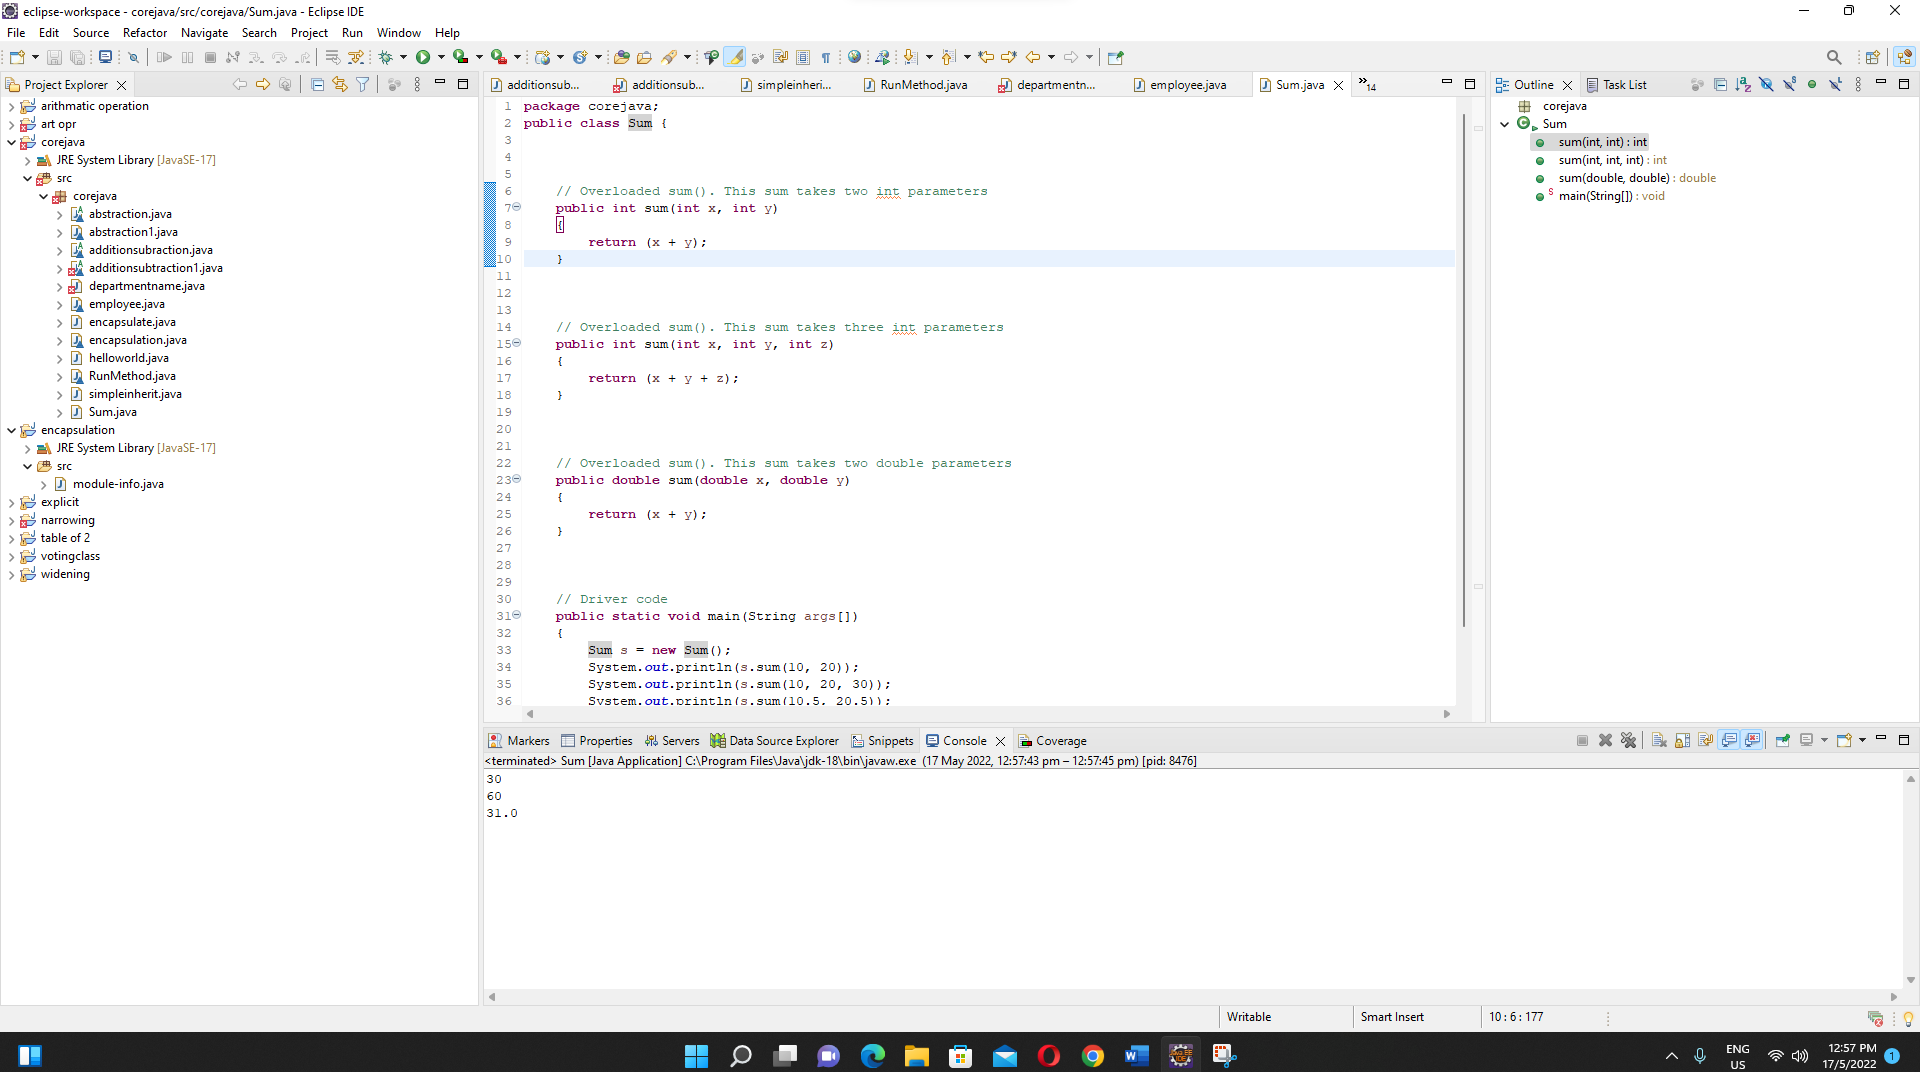 eclipse-workspace - corejava/src/corejava/Sum.java - Eclipse IDE
File Edit Source Refactor Navigate Search Project Run Window Help
Project Explorer
arithmatic operation
art opr
corejava
JRE System Library [JavaSE-17]
src
corejava
abstraction.java
abstraction1.java
additionsubraction.java
additionsubtraction1.java
departmentname.java
employee.java
encapsulate.java
encapsulation.java
helloworld.java
RunMethod.java
simpleinherit.java
Sum.java
encapsulation
JRE System Library [JavaSE-17]
src
module-info.java
explicit
narrowing
table of 2
votingclass
widening
additionsub... additionsub... simpleinheri... RunMethod.java departmentn... employee.java Sum.java »14
1 package corejava;
2 public class Sum {
3
4
5
6 // Overloaded sum(). This sum takes two int parameters
7 public int sum(int x, int y)
8 {
9 return (x + y);
10 }
11
12
13
14 // Overloaded sum(). This sum takes three int parameters
15 public int sum(int x, int y, int z)
16 {
17 return (x + y + z);
18 }
19
20
21
22 // Overloaded sum(). This sum takes two double parameters
23 public double sum(double x, double y)
24 {
25 return (x + y);
26 }
27
28
29
30 // Driver code
31 public static void main(String args[])
32 {
33 Sum s = new Sum();
34 System.out.println(s.sum(10, 20));
35 System.out.println(s.sum(10, 20, 30));
36 System.out.println(s.sum(10.5, 20.5));
Outline Task List
corejava
Sum
sum(int, int) : int
sum(int, int, int) : int
sum(double, double) : double
S main(String[]) : void
Markers Properties Servers Data Source Explorer Snippets Console Coverage
<terminated> Sum [Java Application] C:\Program Files\Java\jdk-18\bin\javaw.exe (17 May 2022, 12:57:43 pm – 12:57:45 pm) [pid: 8476]
30
60
31.0
Writable Smart Insert 10 : 6 : 177
ENG
US
12:57 PM
17/5/2022
1